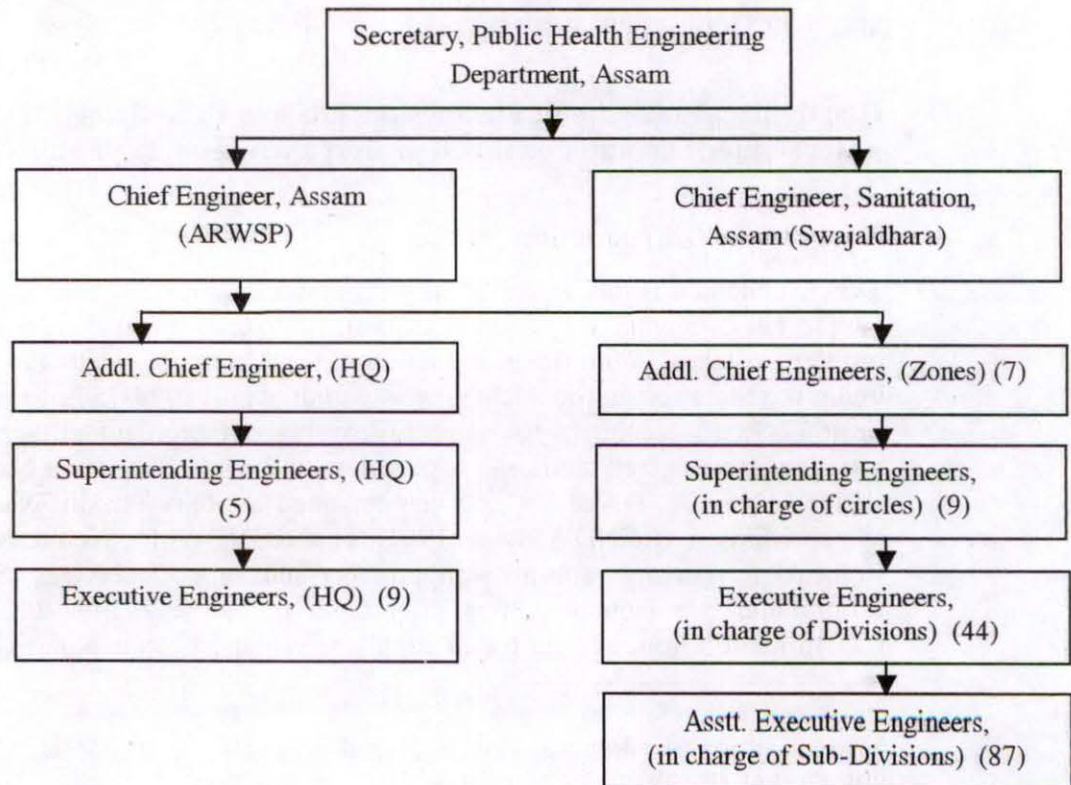 Secretary, Public Health Engineering
Department, Assam
Chief Engineer, Assam
(ARWSP)
Chief Engineer, Sanitation,
Assam (Swajaldhara)
Addl. Chief Engineer, (HQ)
Addl. Chief Engineers, (Zones) (7)
Superintending Engineers, (HQ)
(5)
Superintending Engineers,
(in charge of circles) (9)
Executive Engineers, (HQ) (9)
Executive Engineers,
(in charge of Divisions) (44)
Asstt. Executive Engineers,
(in charge of Sub-Divisions) (87)